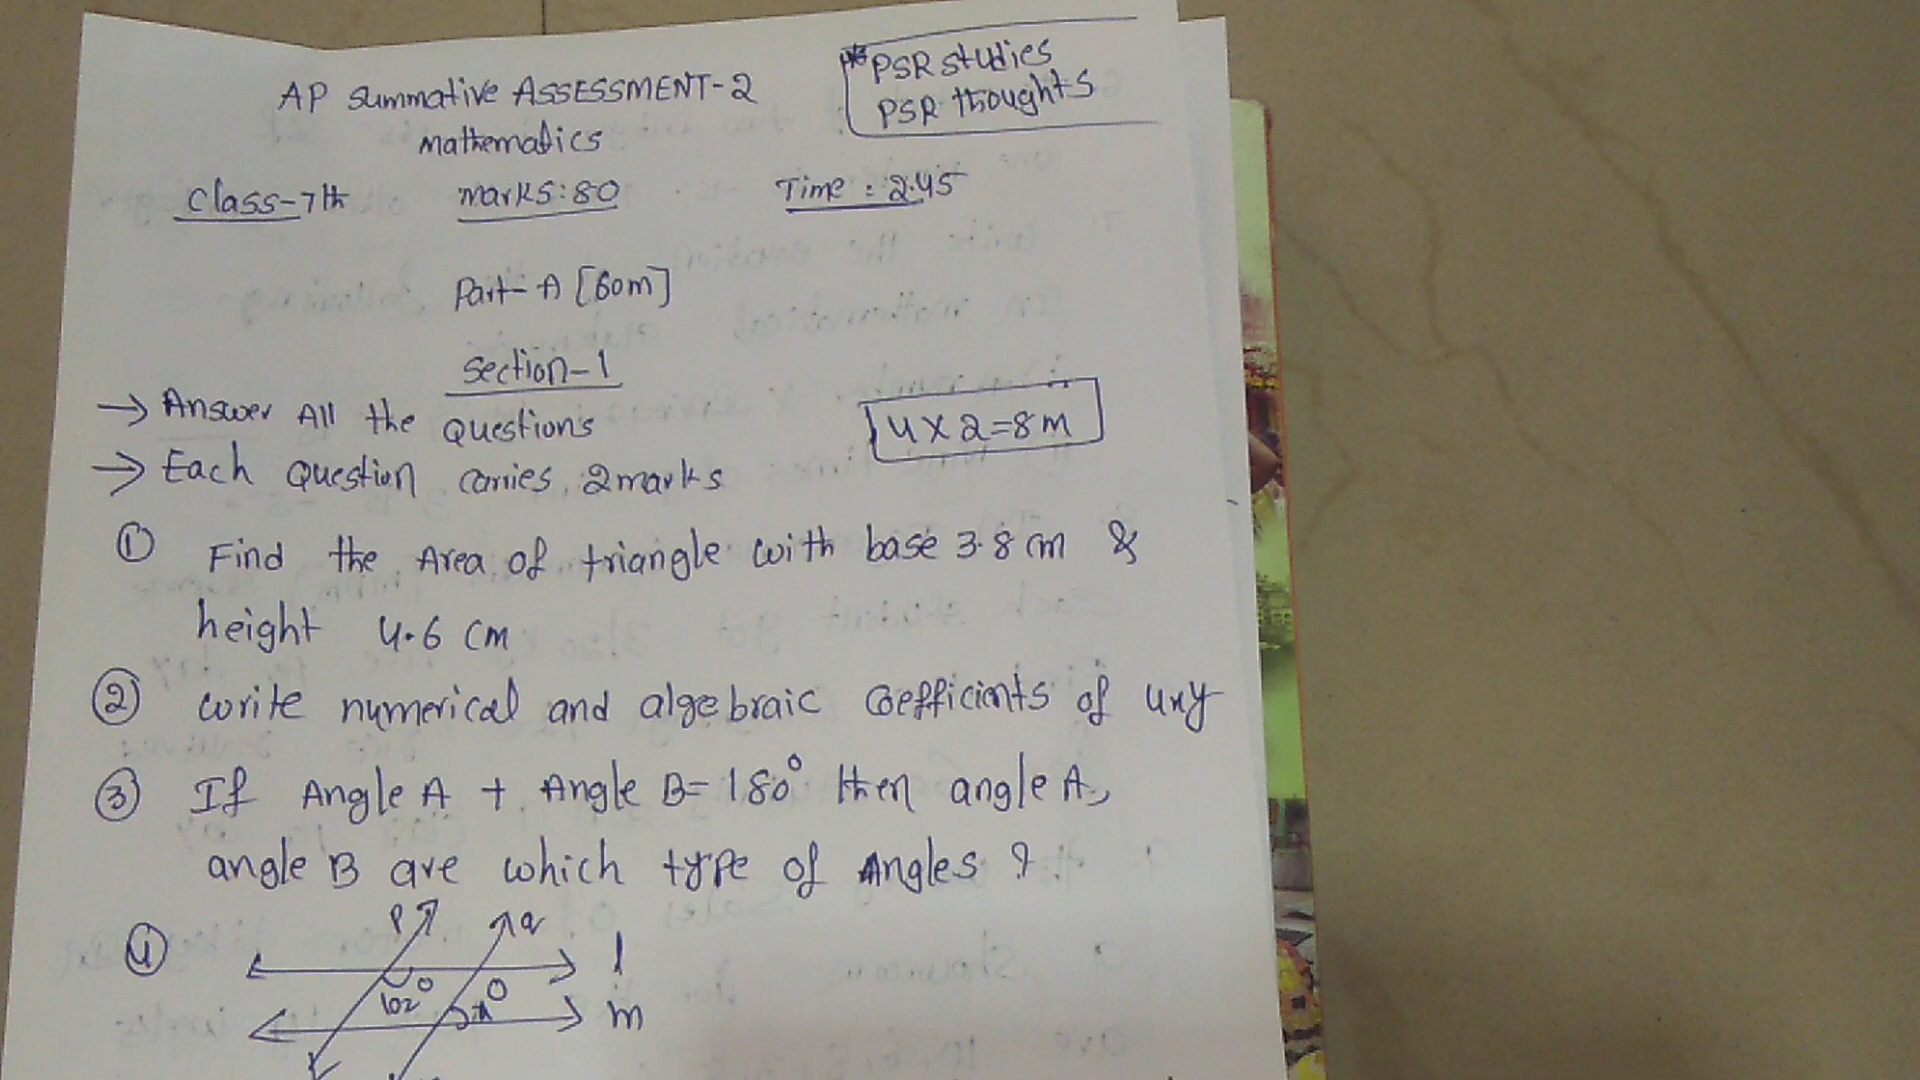 AP Summative ASSESSMENT-2
Mathematics
* PSR studies
PSR thoughts
Class-7th Marks:80 Time: 2.45
Part-A [60m]
Section-1
→ Answer All the Questions
4 X 2=8m
→ Each Question carries 2marks
① Find the Area of triangle with base 3.8 cm &
height 4.6 cm
② write numerical and algebraic Coefficients of 4xy
③ If Angle A + Angle B=180° then angle A,
angle B are which type of Angles ?
④ P q
l
102° x°
m